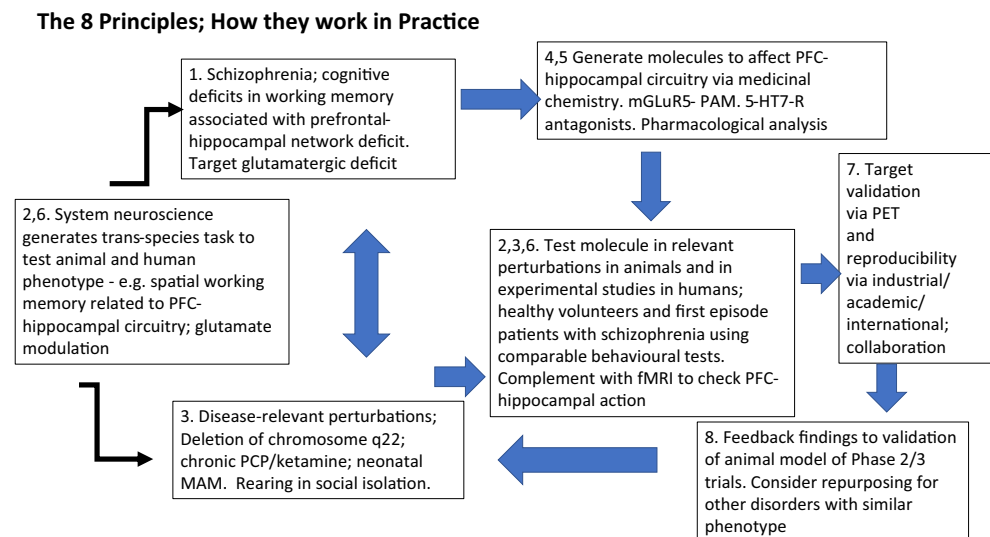 The 8 Principles; How they work in Practice
1. Schizophrenia; cognitive
deficits in working memory
associated with prefrontal-
hippocampal network deficit.
Target glutamatergic deficit
4,5 Generate molecules to affect PFC-
hippocampal circuitry via medicinal
chemistry. mGLuR5- PAM. 5-HT7-R
antagonists. Pharmacological analysis
2,6. System neuroscience
generates trans-species task to
test animal and human
phenotype - e.g. spatial working
memory related to PFC-
hippocampal circuitry; glutamate
modulation
2,3,6. Test molecule in relevant
perturbations in animals and in
experimental studies in humans;
healthy volunteers and first episode
patients with schizophrenia using
comparable behavioural tests.
Complement with fMRI to check PFC-
hippocampal action
7. Target
validation
via PET
and
reproducibility
via industrial/
academic/
international;
collaboration
3. Disease-relevant perturbations;
Deletion of chromosome q22;
chronic PCP/ketamine; neonatal
MAM. Rearing in social isolation.
8. Feedback findings to validation
of animal model of Phase 2/3
trials. Consider repurposing for
other disorders with similar
phenotype